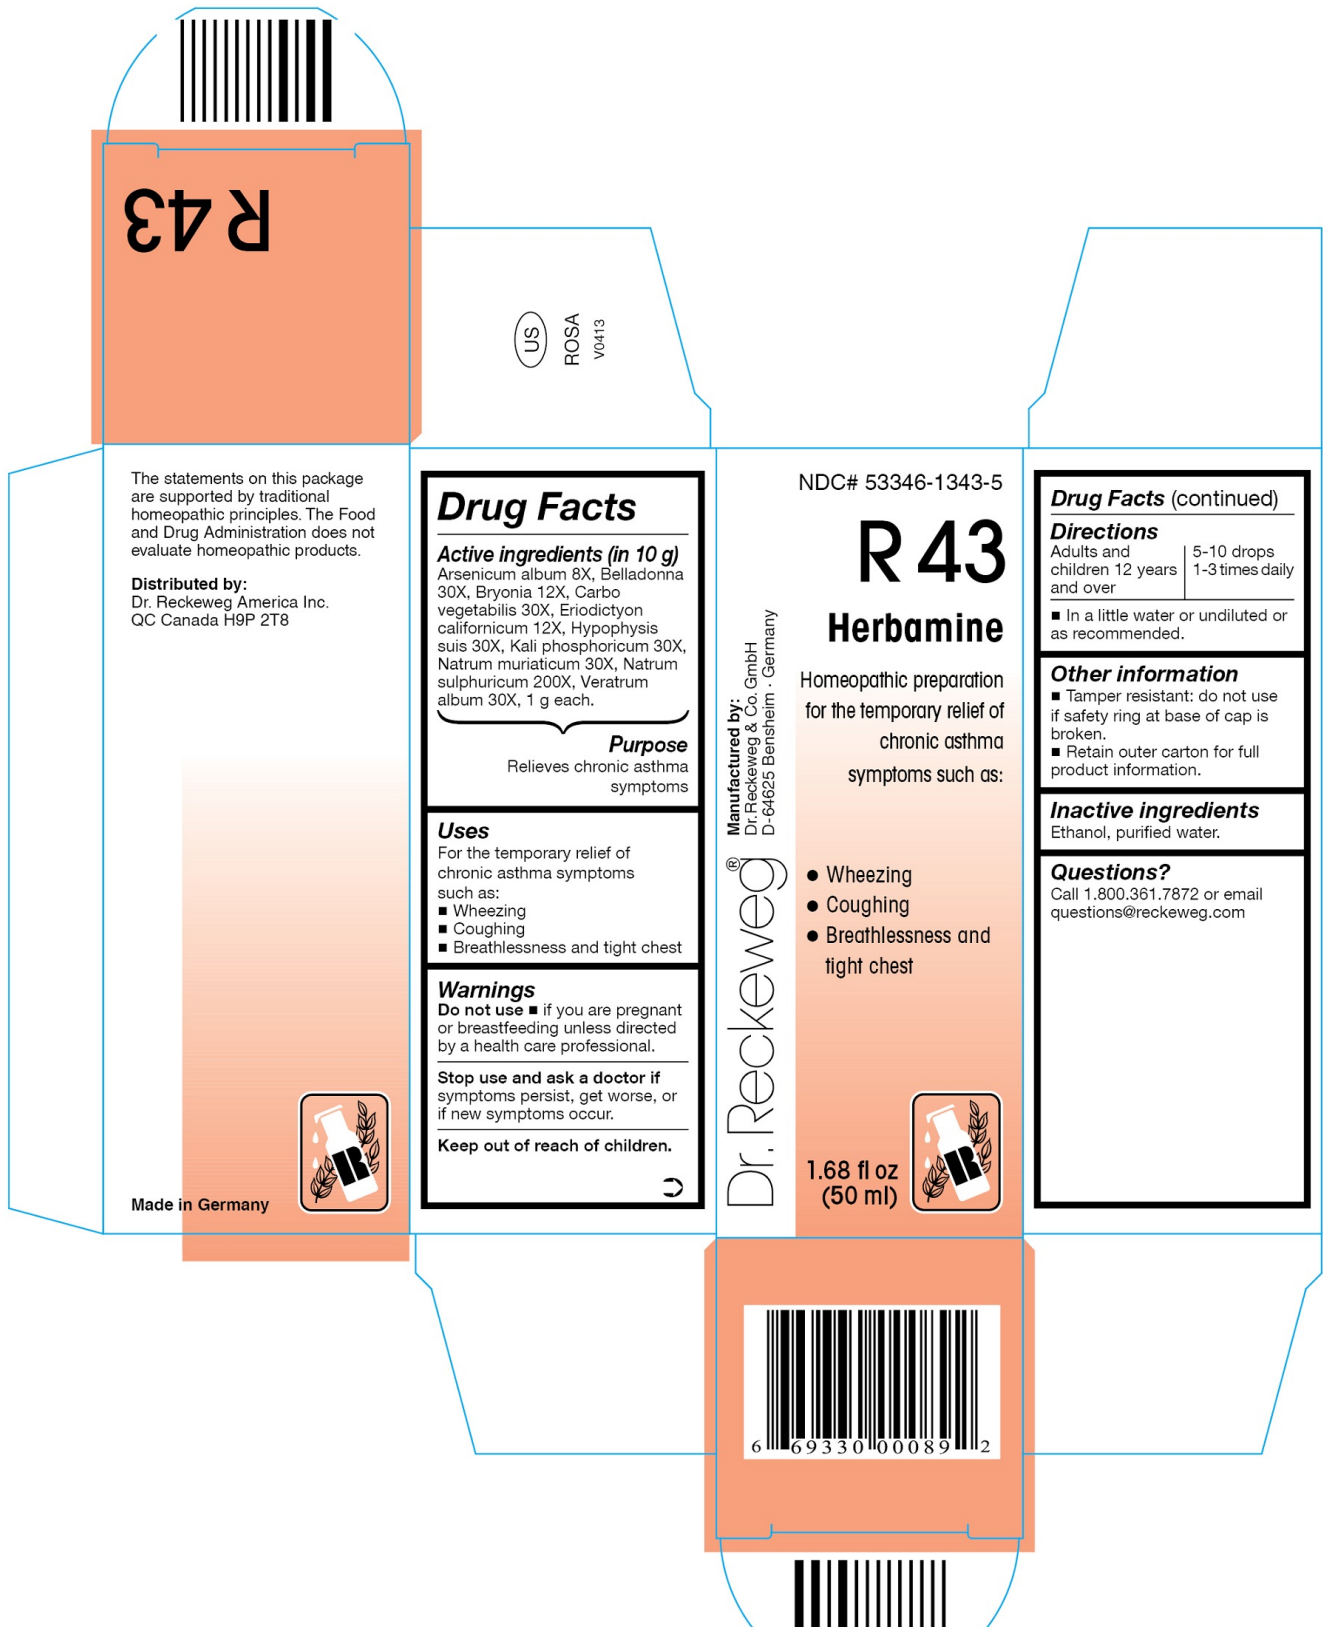 R 43
US
ROSA
V0413
The statements on this package
are supported by traditional
homeopathic principles. The Food
and Drug Administration does not
evaluate homeopathic products.
Distributed by:
Dr. Reckeweg America Inc.
QC Canada H9P 2T8
Made in Germany
Drug Facts
Active ingredients (in 10 g)
Arsenicum album 8X, Belladonna
30X, Bryonia 12X, Carbo
vegetabilis 30X, Eriodictyon
californicum 12X, Hypophysis
suis 30X, Kali phosphoricum 30X,
Natrum muriaticum 30X, Natrum
sulphuricum 200X, Veratrum
album 30X, 1 g each.
Purpose
Relieves chronic asthma
symptoms
Uses
For the temporary relief of
chronic asthma symptoms
such as:
■ Wheezing
■ Coughing
■ Breathlessness and tight chest
Warnings
Do not use ■ if you are pregnant
or breastfeeding unless directed
by a health care professional.
Stop use and ask a doctor if
symptoms persist, get worse, or
if new symptoms occur.
Keep out of reach of children.
Manufactured by:
Dr. Reckeweg & Co. GmbH
D-64625 Bensheim · Germany
Dr. Reckeweg®
NDC# 53346-1343-5
R 43
Herbamine
Homeopathic preparation
for the temporary relief of
chronic asthma
symptoms such as:
● Wheezing
● Coughing
● Breathlessness and
tight chest
1.68 fl oz
(50 ml)
R
R
Drug Facts (continued)
Directions
Adults and
children 12 years
and over
5-10 drops
1-3 times daily
■ In a little water or undiluted or
as recommended.
Other information
■ Tamper resistant: do not use
if safety ring at base of cap is
broken.
■ Retain outer carton for full
product information.
Inactive ingredients
Ethanol, purified water.
Questions?
Call 1.800.361.7872 or email
questions@reckeweg.com
6 69330 00089 2